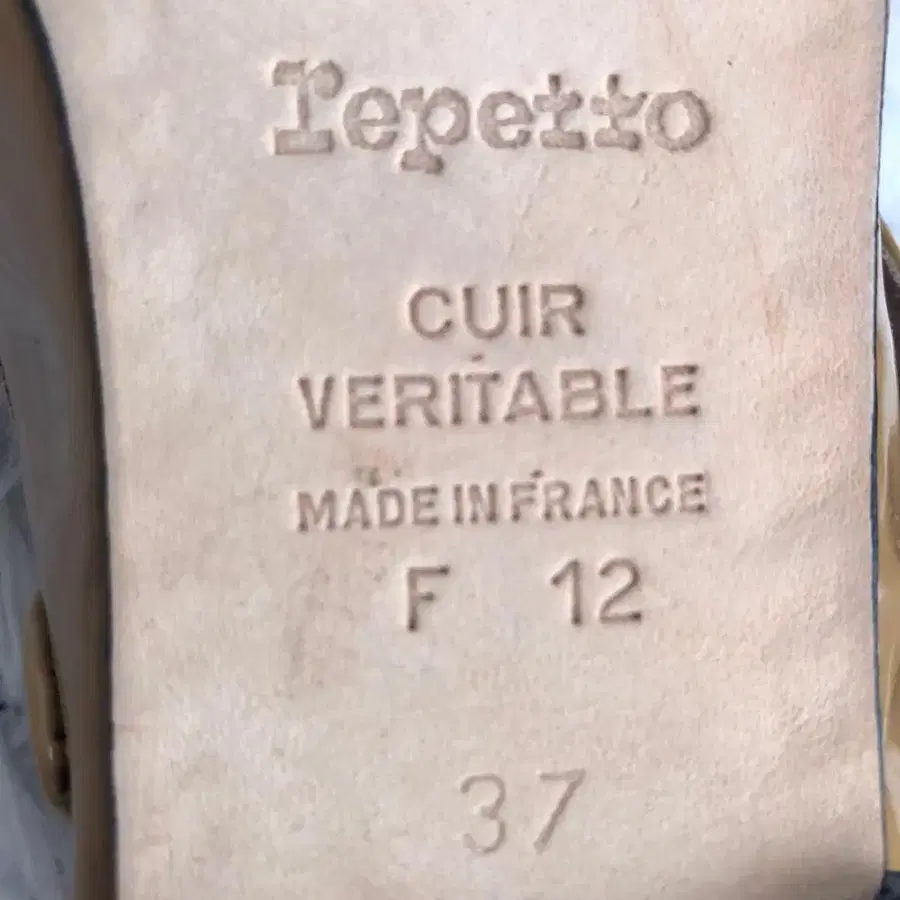 repetto
CUIR
VERITABLE
MADE IN FRANCE
F 12
37